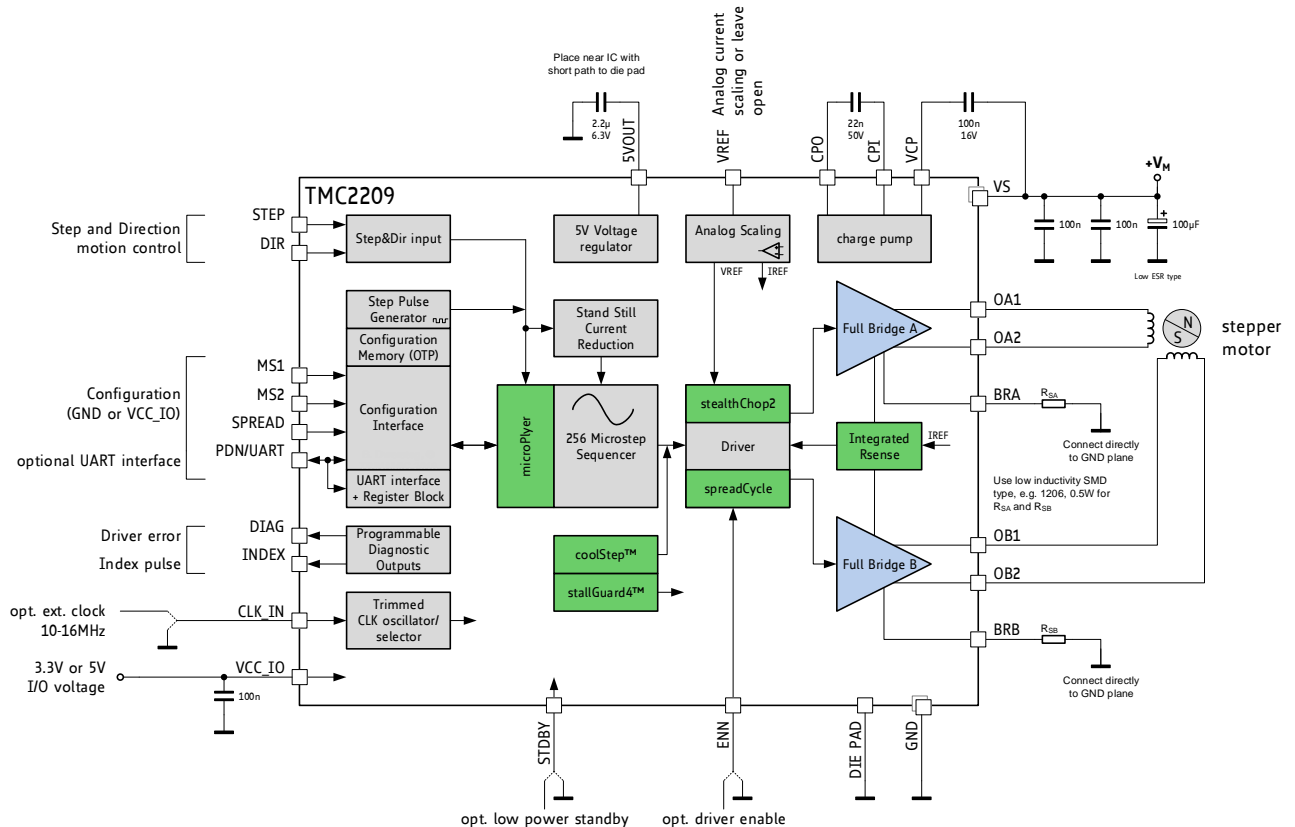 Place near IC with
short path to die pad
2.2µ
6.3V
5VOUT
VREF
Analog current
scaling or leave
open
22n
50V
CPO
CPI
VCP
100n
16V
+VM
VS
100n
100n
+
100µF
Low ESR type
TMC2209
Step and Direction
motion control
STEP
DIR
Step&Dir input
5V Voltage
regulator
Analog Scaling
VREF
IREF
charge pump
Step Pulse
Generator
Configuration
Memory (OTP)
Stand Still
Current
Reduction
Full Bridge A
OA1
OA2
N
S
stepper
motor
Configuration
(GND or VCC_IO)
optional UART interface
MS1
MS2
SPREAD
PDN/UART
Configuration
Interface
UART interface
+ Register Block
microPlyer
256 Microstep
Sequencer
stealthChop2
Driver
spreadCycle
Integrated
Rsense
IREF
BRA
RSA
Connect directly
to GND plane
Use low inductivity SMD
type, e.g. 1206, 0.5W for
RSA and RSB
Driver error
Index pulse
DIAG
INDEX
Programmable
Diagnostic
Outputs
coolStep™
stallGuard4™
Full Bridge B
OB1
OB2
opt. ext. clock
10-16MHz
CLK_IN
Trimmed
CLK oscillator/
selector
BRB
RSB
Connect directly
to GND plane
3.3V or 5V
I/O voltage
VCC_IO
100n
STDBY
ENN
DIE PAD
GND
opt. low power standby
opt. driver enable